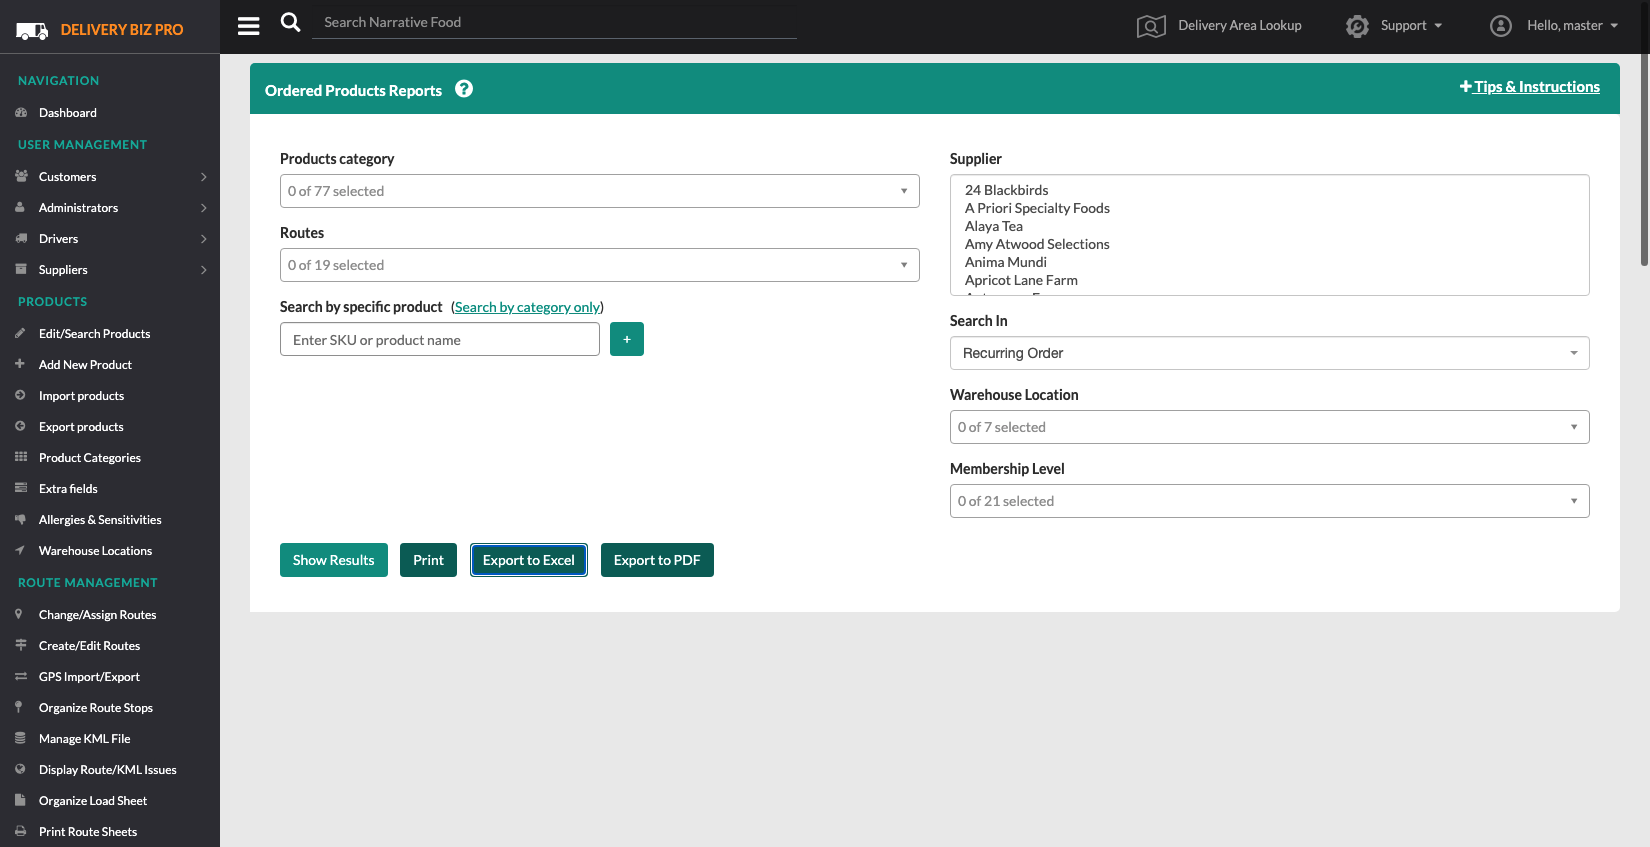 DELIVERY BIZ PRO
Search Narrative Food
Delivery Area Lookup
Support
Hello, master
NAVIGATION
Dashboard
USER MANAGEMENT
Customers
Administrators
Drivers
Suppliers
PRODUCTS
Edit/Search Products
Add New Product
Import products
Export products
Product Categories
Extra fields
Allergies & Sensitivities
Warehouse Locations
ROUTE MANAGEMENT
Change/Assign Routes
Create/Edit Routes
GPS Import/Export
Organize Route Stops
Manage KML File
Display Route/KML Issues
Organize Load Sheet
Print Route Sheets
Ordered Products Reports ?
+Tips & Instructions
Products category
0 of 77 selected
Routes
0 of 19 selected
Search by specific product (Search by category only)
Enter SKU or product name
+
Supplier
24 Blackbirds
A Priori Specialty Foods
Alaya Tea
Amy Atwood Selections
Anima Mundi
Apricot Lane Farm
Search In
Recurring Order
Warehouse Location
0 of 7 selected
Membership Level
0 of 21 selected
Show Results
Print
Export to Excel
Export to PDF